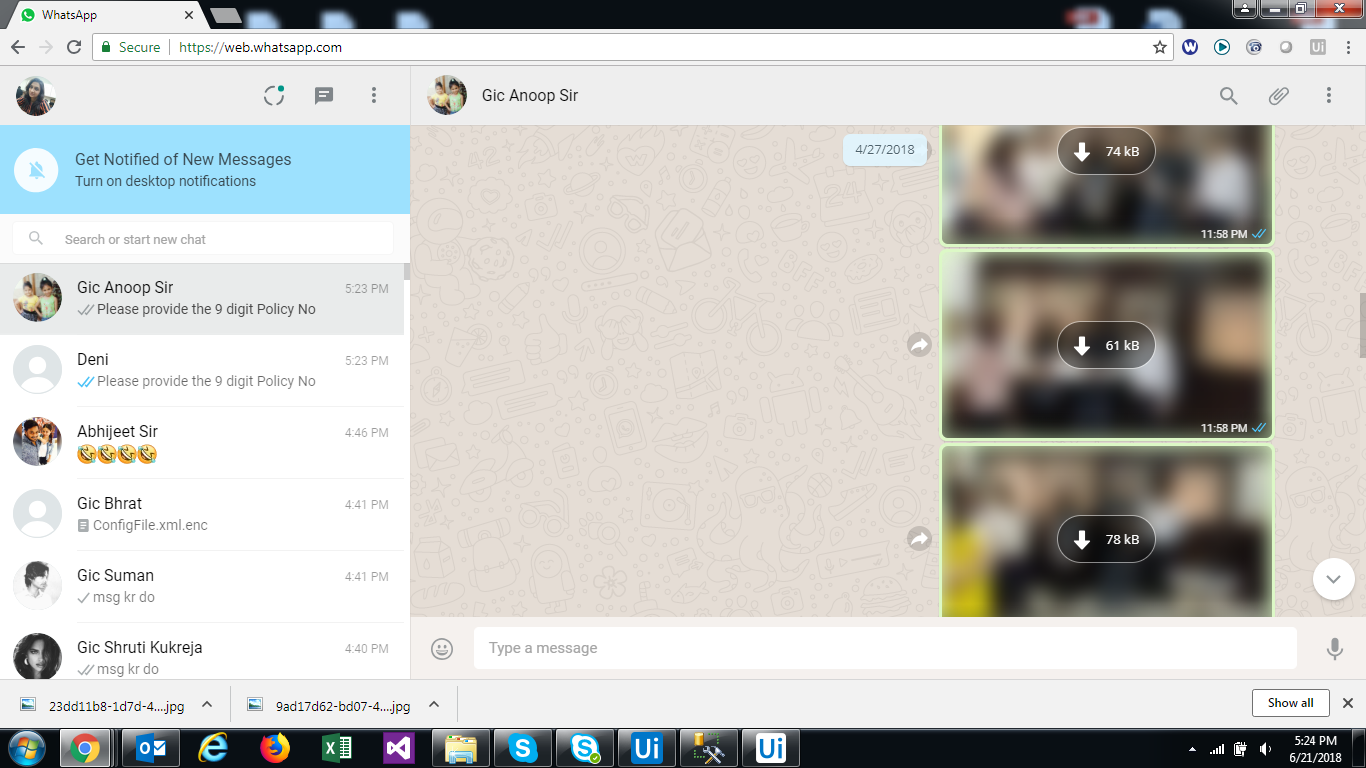 WhatsApp
Secure
https://web.whatsapp.com
W
Ui
Gic Anoop Sir
Get Notified of New Messages
Turn on desktop notifications
Search or start new chat
Gic Anoop Sir
5:23 PM
Please provide the 9 digit Policy No
Deni
5:23 PM
Please provide the 9 digit Policy No
Abhijeet Sir
4:46 PM
Gic Bhrat
4:41 PM
ConfigFile.xml.enc
Gic Suman
4:41 PM
msg kr do
Gic Shruti Kukreja
4:40 PM
msg kr do
4/27/2018
74 kB
11:58 PM
61 kB
11:58 PM
78 kB
Type a message
23dd11b8-1d7d-4....jpg
9ad17d62-bd07-4....jpg
Show all
Ui
Ui
5:24 PM
6/21/2018